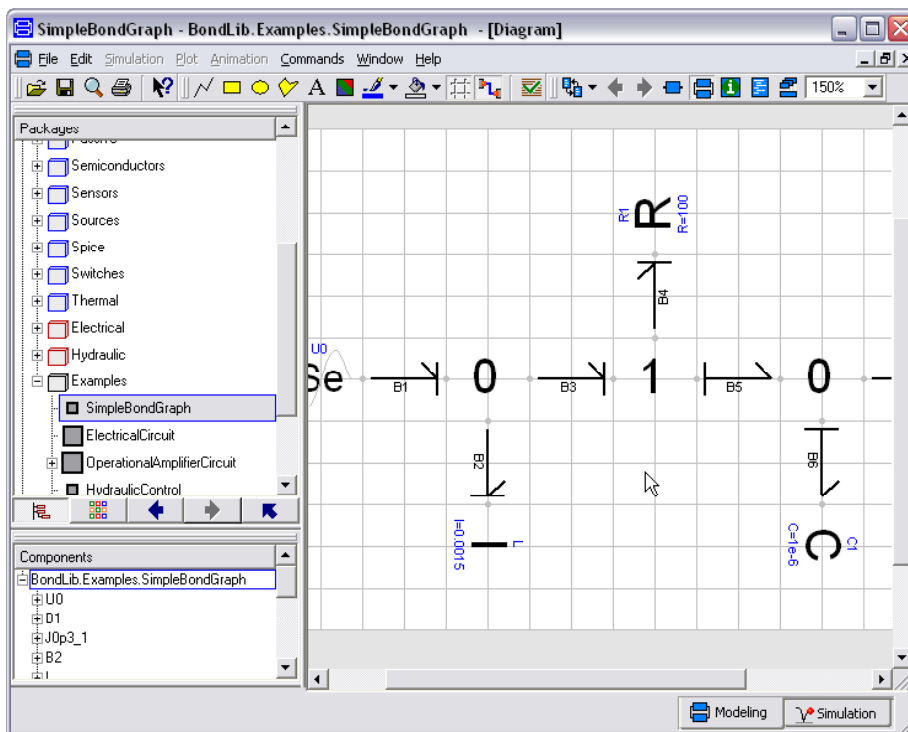 SimpleBondGraph - BondLib.Examples.SimpleBondGraph - [Diagram]
File Edit Simulation Plot Animation Commands Window Help
A
150%
Packages
Passive
Semiconductors
Sensors
Sources
Spice
Switches
Thermal
Electrical
Hydraulic
Examples
SimpleBondGraph
ElectricalCircuit
OperationalAmplifierCircuit
HydraulicControl
Components
BondLib.Examples.SimpleBondGraph
U0
D1
J0p3_1
B2
R1
R
R=100
B4
U0
Se
B1
0
B3
1
B5
0
B2
B6
I=0.0015
I
L
C=1e-6
C
C1
Modeling
Simulation